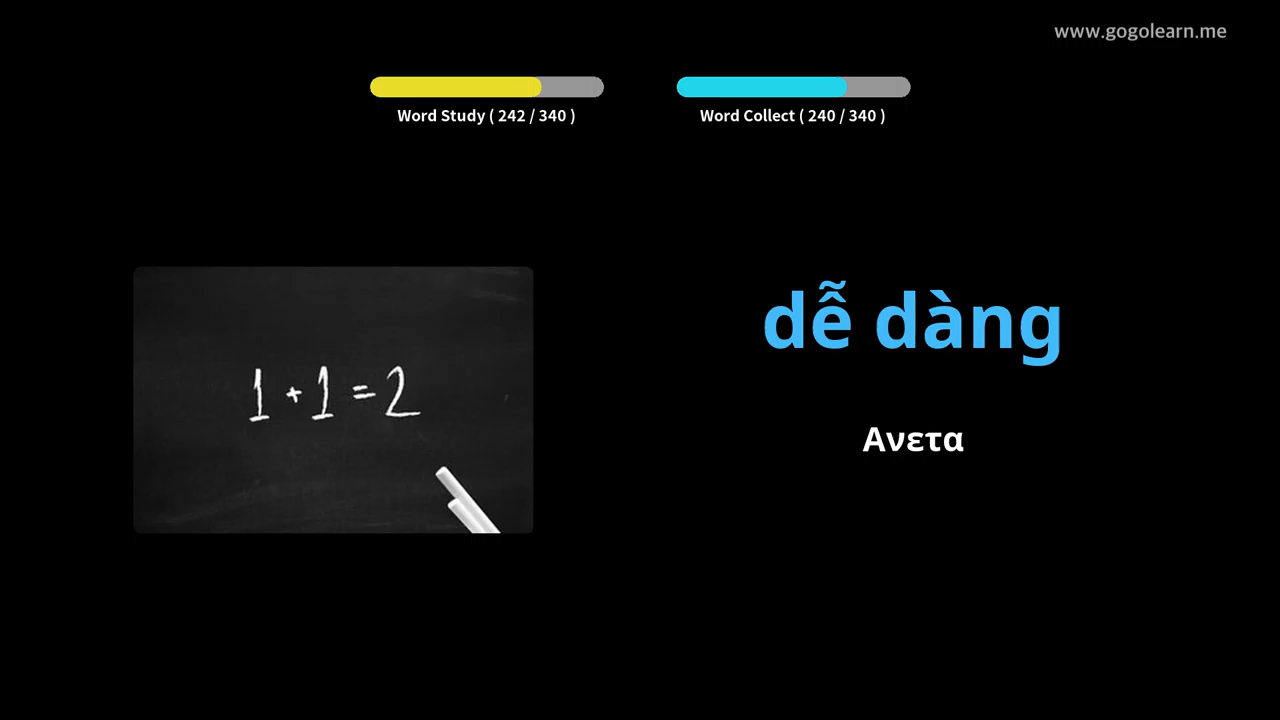 www.gogolearn.me
Word Study ( 242 / 340 )
Word Collect ( 240 / 340 )
1 + 1 = 2
dễ dàng
Ανετα